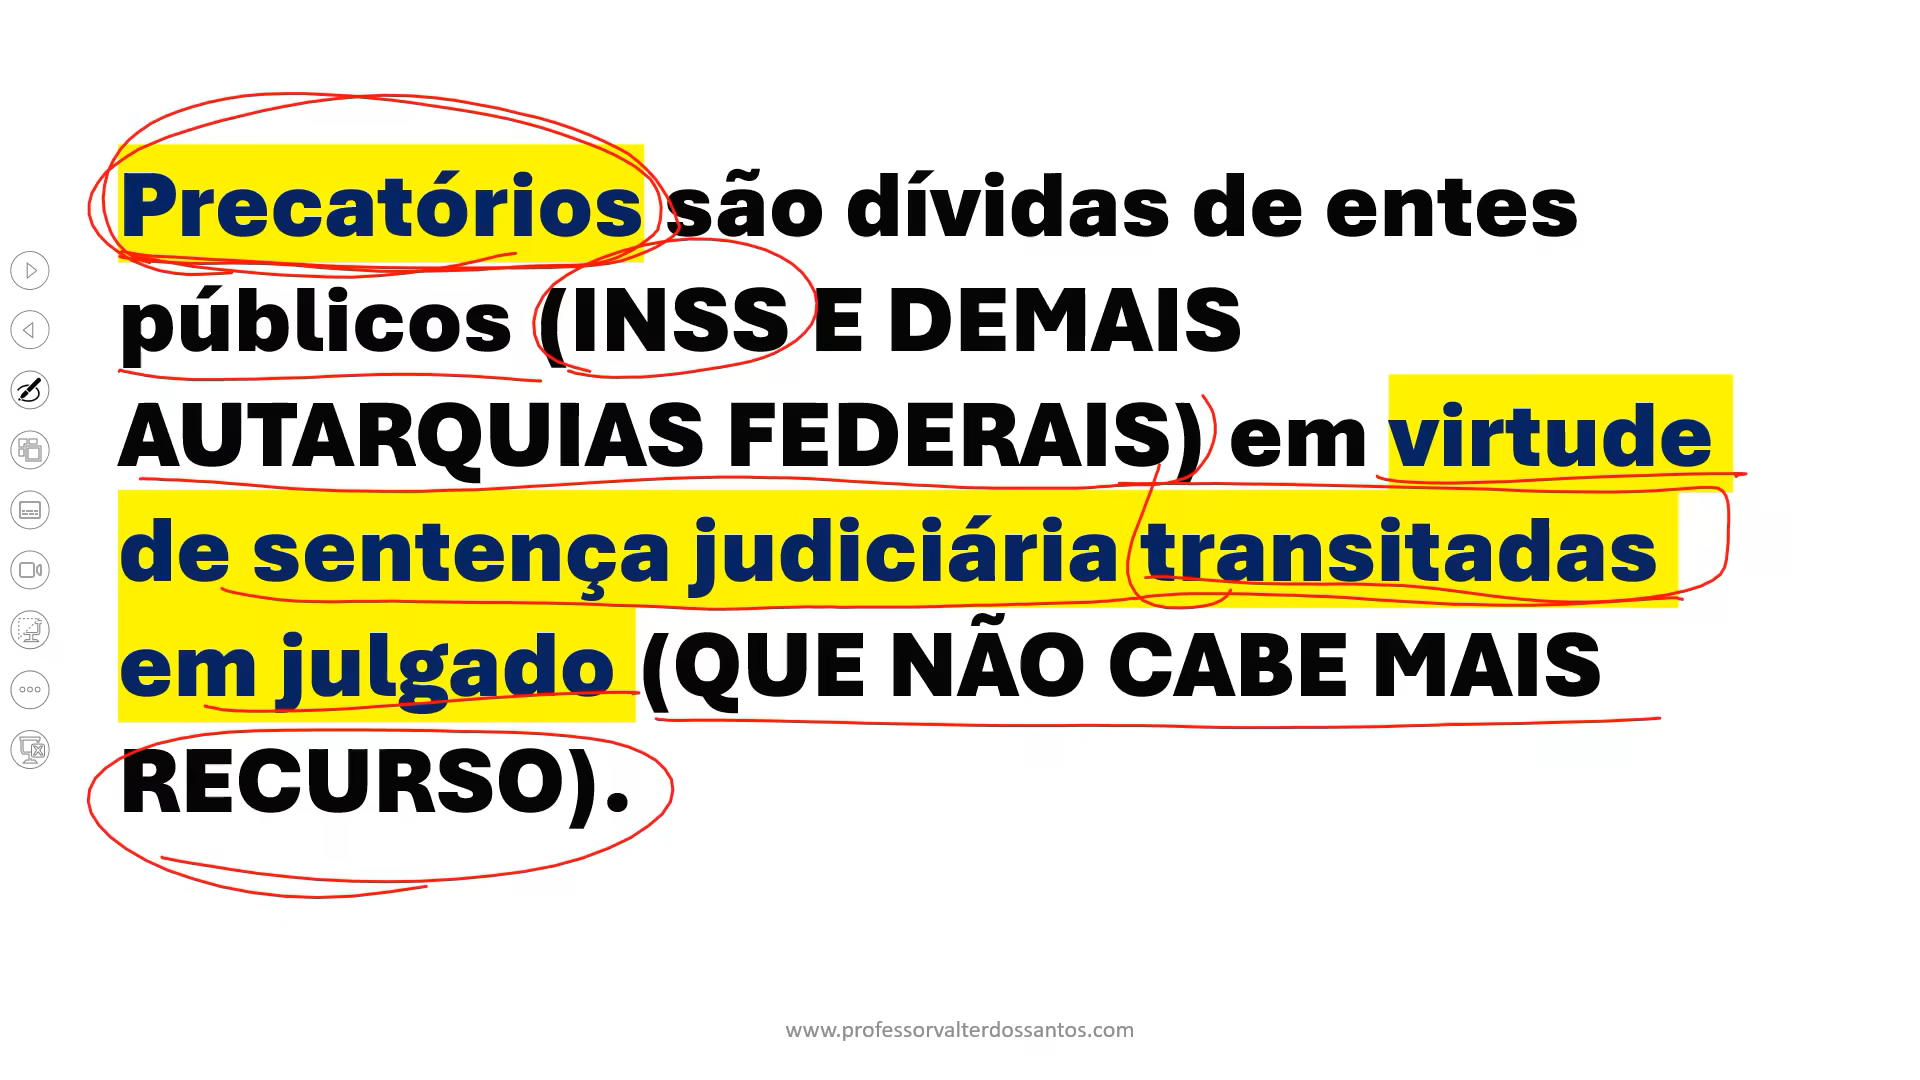 Precatórios são dívidas de entes
públicos (INSS E DEMAIS
AUTARQUIAS FEDERAIS) em virtude
de sentença judiciária transitadas
em julgado (QUE NÃO CABE MAIS
RECURSO).
www.professorvalterdossantos.com